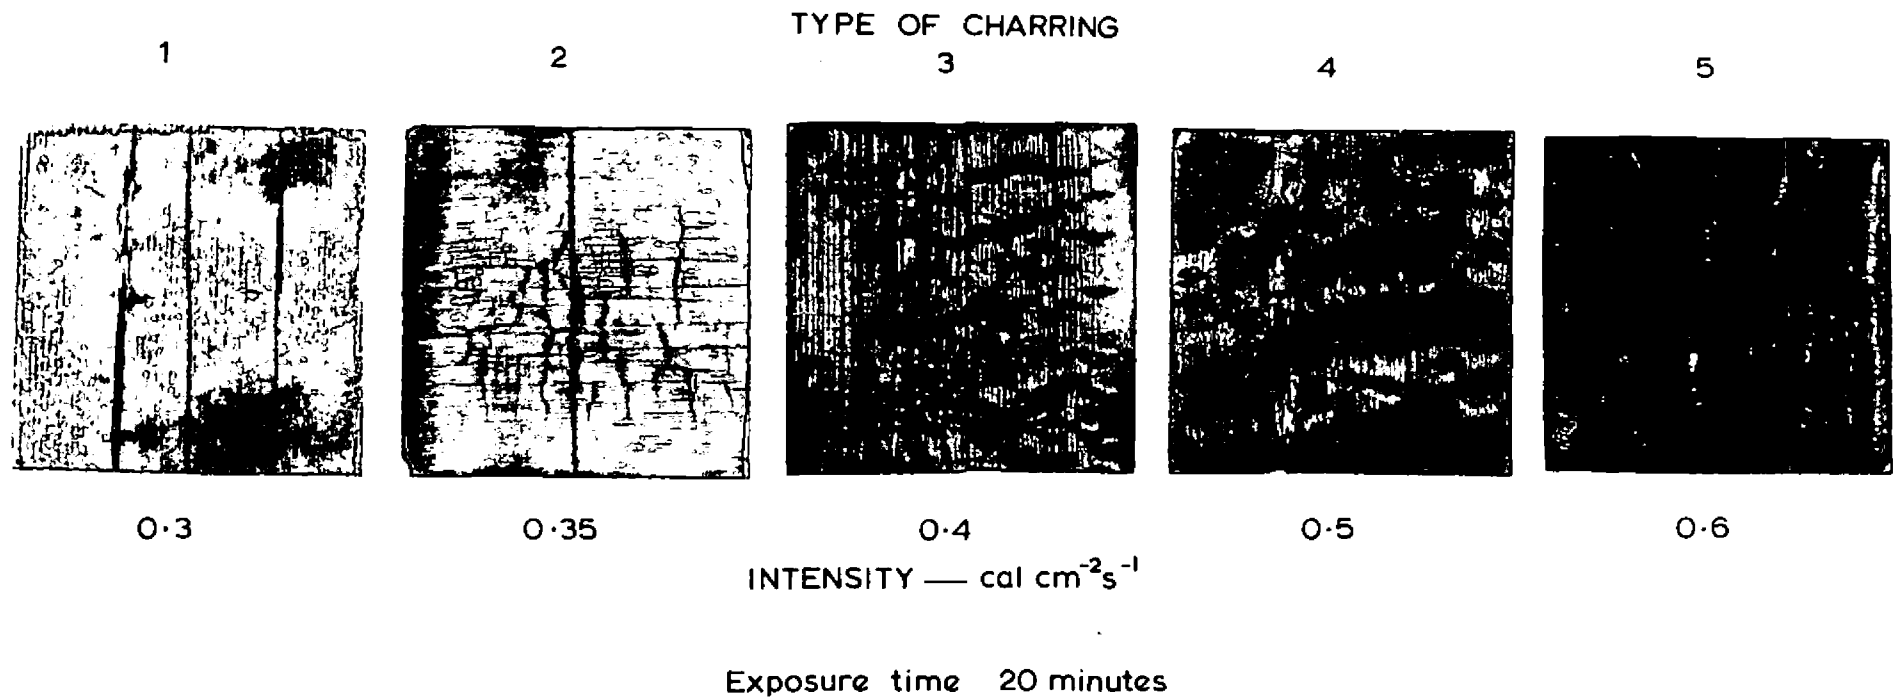 TYPE OF CHARRING
1 2 3 4 5
0·3 0·35 0·4 0·5 0·6
INTENSITY — cal cm⁻²s⁻¹
Exposure time 20 minutes